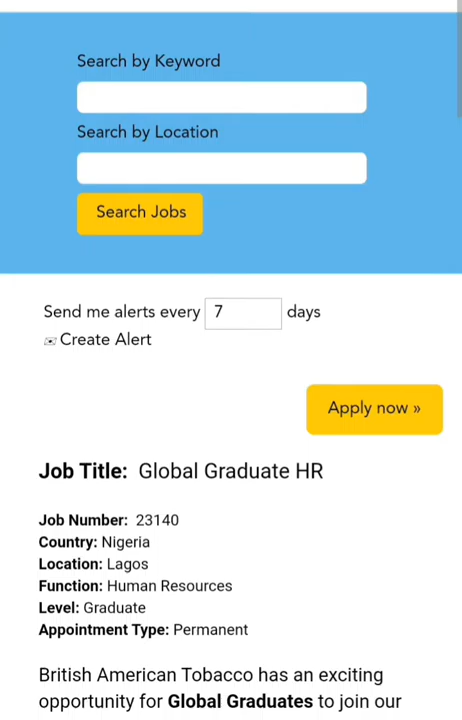 Search by Keyword
Search by Location
Search Jobs
Send me alerts every 7 days
Create Alert
Apply now »
Job Title: Global Graduate HR
Job Number: 23140
Country: Nigeria
Location: Lagos
Function: Human Resources
Level: Graduate
Appointment Type: Permanent
British American Tobacco has an exciting
opportunity for Global Graduates to join our